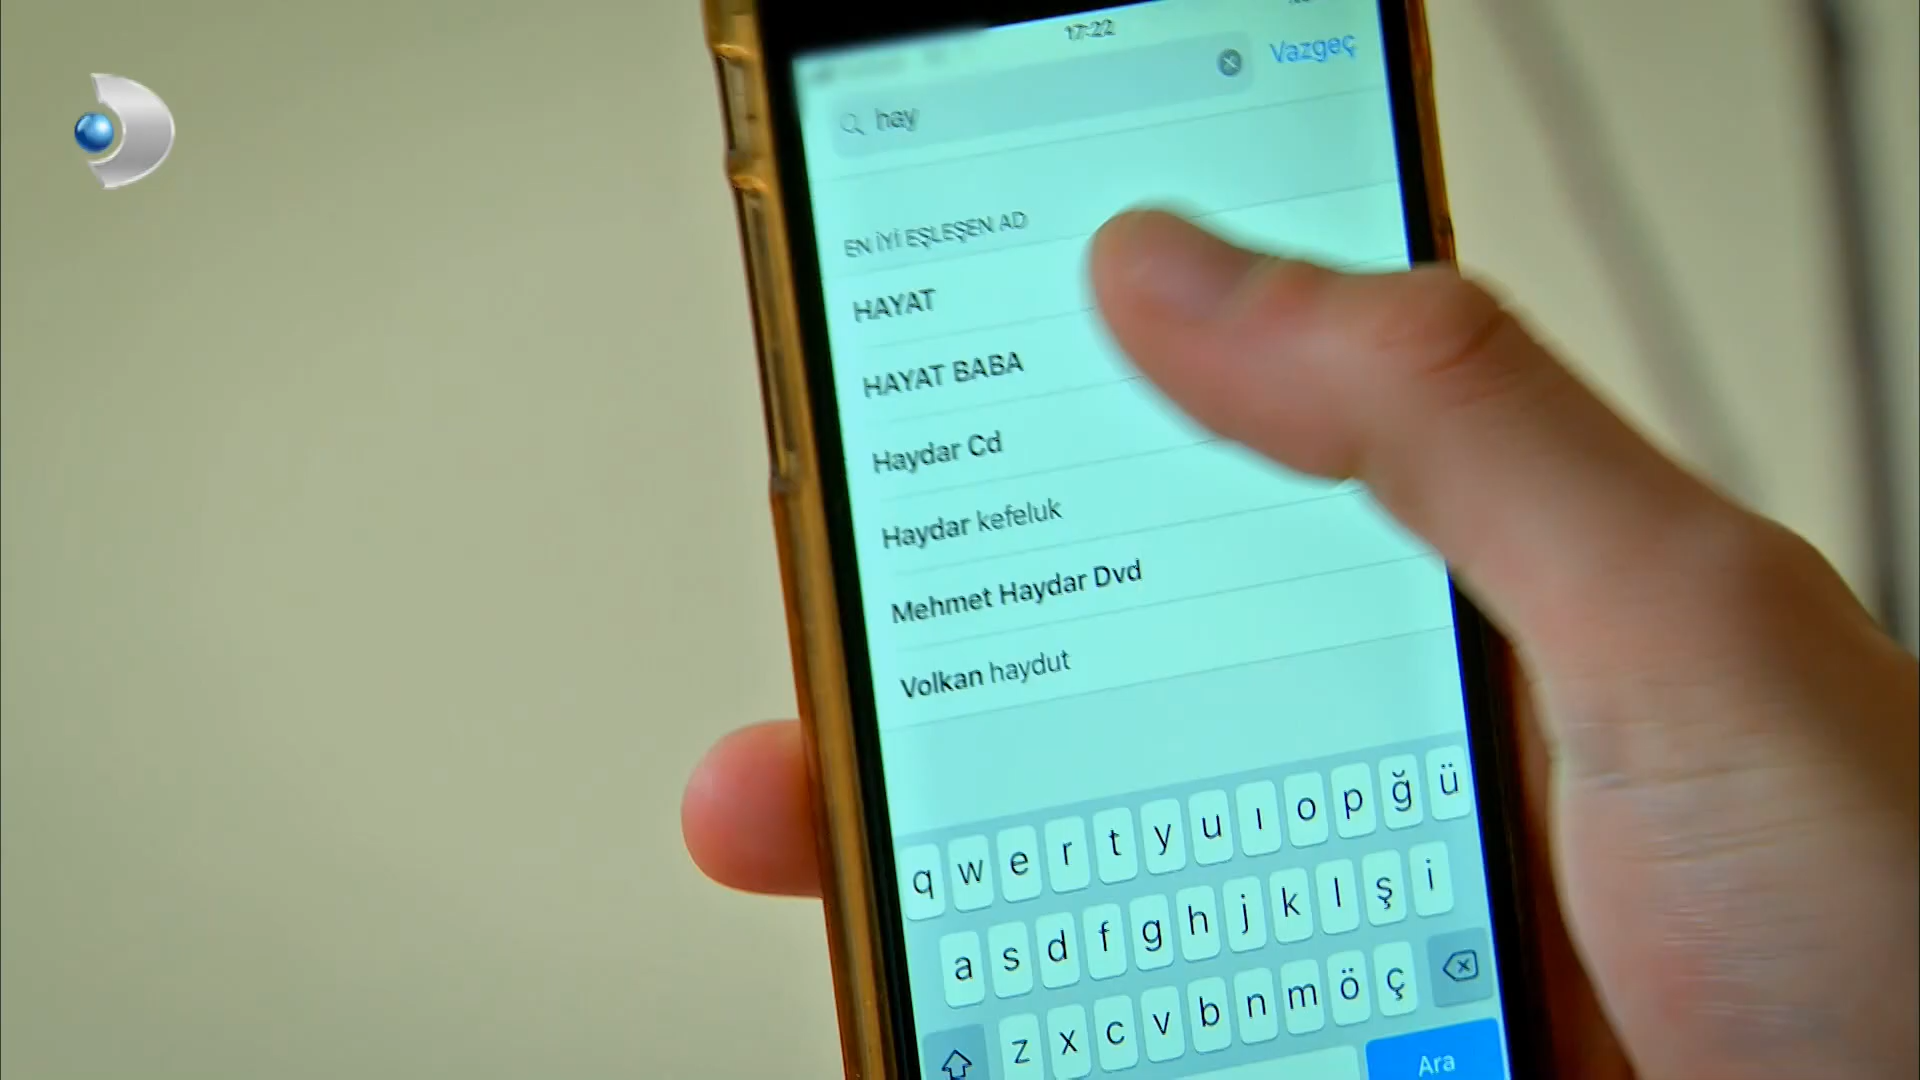 17:22
hay
Vazgeç
EN İYİ EŞLEŞEN AD
HAYAT
HAYAT BABA
Haydar Cd
Haydar kefeluk
Mehmet Haydar Dvd
Volkan haydut
q w e r t y u ı o p ğ ü
a s d f g h j k l ş i
z x c v b n m ö ç
Ara